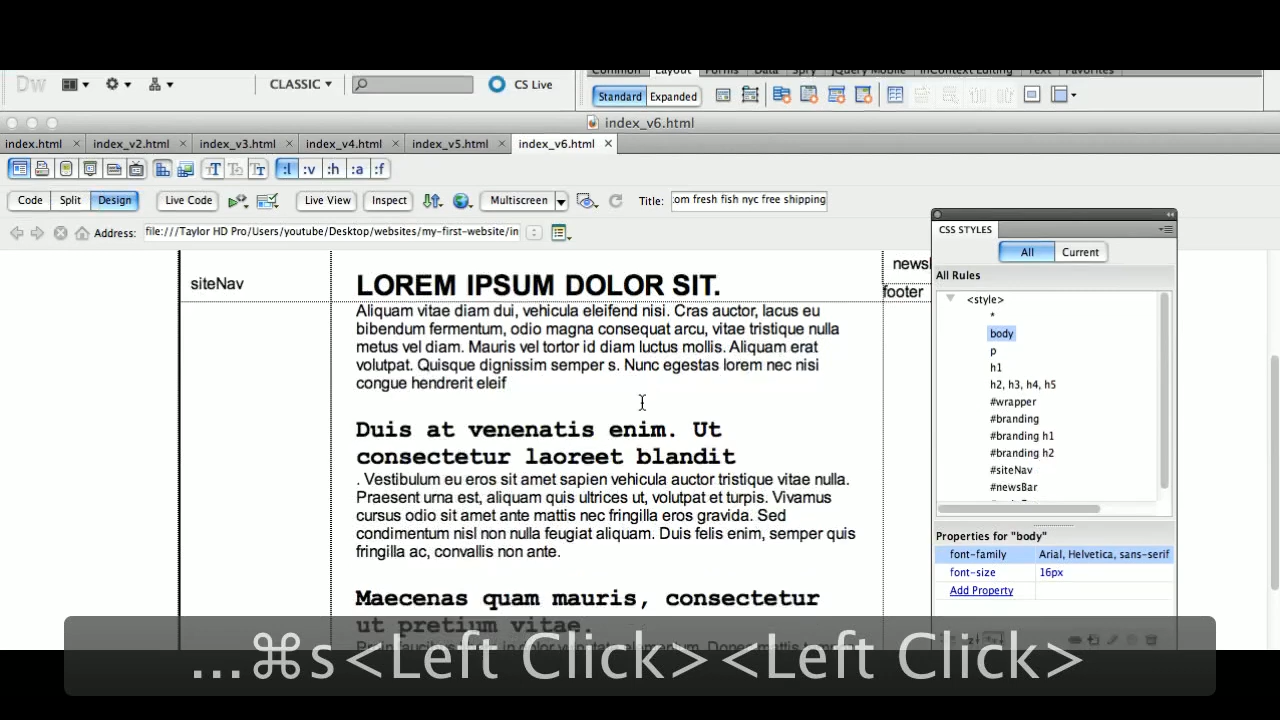 Dw
CLASSIC
CS Live
Common Layout Forms Data Spry jQuery Mobile InContext Editing Text Favorites
Standard Expanded
index_v6.html
index.html index_v2.html index_v3.html index_v4.html index_v5.html index_v6.html
:l :v :h :a :f
Code Split Design Live Code Live View Inspect Multiscreen Title: om fresh fish nyc free shipping
Address: file:///Taylor HD Pro/Users/youtube/Desktop/websites/my-first-website/in
siteNav
LOREM IPSUM DOLOR SIT.
Aliquam vitae diam dui, vehicula eleifend nisi. Cras auctor, lacus eu
bibendum fermentum, odio magna consequat arcu, vitae tristique nulla
metus vel diam. Mauris vel tortor id diam luctus mollis. Aliquam erat
volutpat. Quisque dignissim semper s. Nunc egestas lorem nec nisi
congue hendrerit eleif
Duis at venenatis enim. Ut
consectetur laoreet blandit
. Vestibulum eu eros sit amet sapien vehicula auctor tristique vitae nulla.
Praesent urna est, aliquam quis ultrices ut, volutpat et turpis. Vivamus
cursus odio sit amet ante mattis nec fringilla eros gravida. Sed
condimentum nisl non nulla feugiat aliquam. Duis felis enim, semper quis
fringilla ac, convallis non ante.
Maecenas quam mauris, consectetur
ut pretium vitae.
news
footer
CSS STYLES
All Current
All Rules
<style>
*
body
p
h1
h2, h3, h4, h5
#wrapper
#branding
#branding h1
#branding h2
#siteNav
#newsBar
Properties for "body"
font-family Arial, Helvetica, sans-serif
font-size 16px
Add Property
...⌘s<Left Click><Left Click>